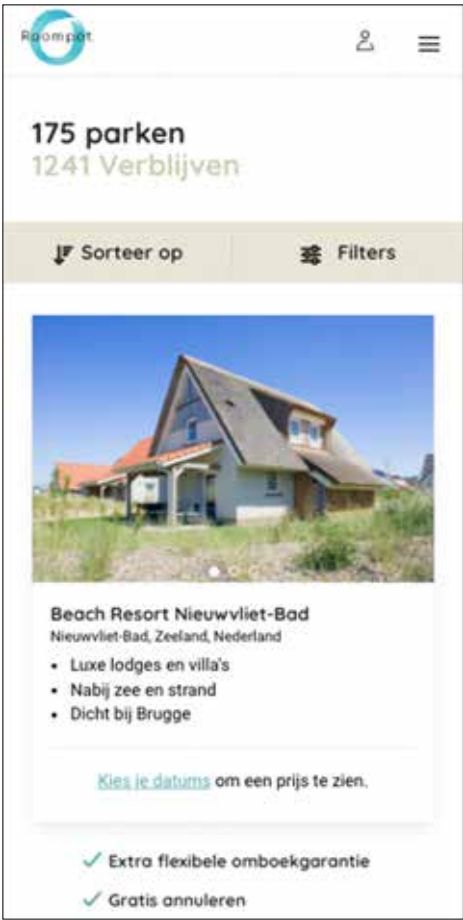 Roompot
175 parken
1241 Verblijven
Sorteer op
Filters
Beach Resort Nieuwvliet-Bad
Nieuwvliet-Bad, Zeeland, Nederland
• Luxe lodges en villa's
• Nabij zee en strand
• Dicht bij Brugge
Kies je datums om een prijs te zien.
Extra flexibele omboekgarantie
Gratis annuleren